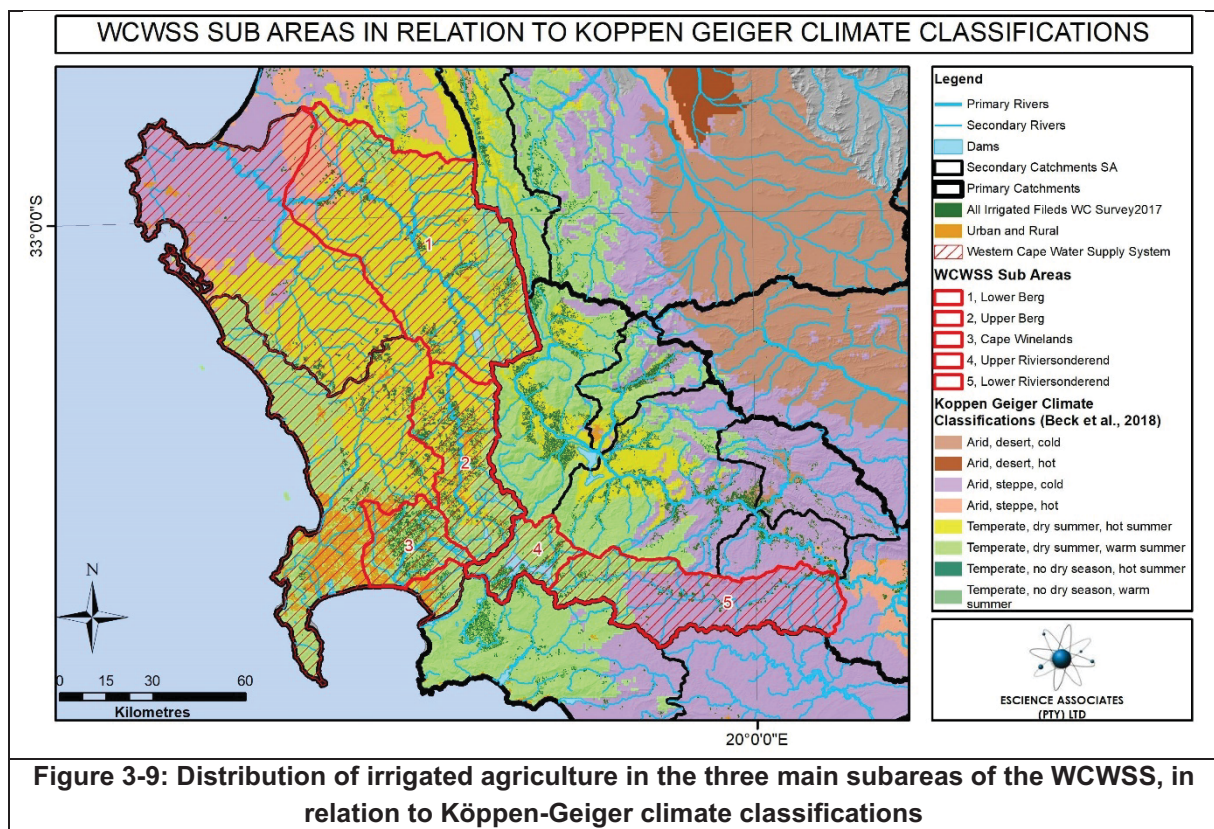 WCWSS SUB AREAS IN RELATION TO KOPPEN GEIGER CLIMATE CLASSIFICATIONS
33°0'0"S
1
2
3
4
5
N
0 15 30 60
Kilometres
20°0'0"E
Legend
Primary Rivers
Secondary Rivers
Dams
Secondary Catchments SA
Primary Catchments
All Irrigated Fileds WC Survey2017
Urban and Rural
Western Cape Water Supply System
WCWSS Sub Areas
1, Lower Berg
2, Upper Berg
3, Cape Winelands
4, Upper Riviersonderend
5, Lower Riviersonderend
Koppen Geiger Climate
Classifications (Beck et al., 2018)
Arid, desert, cold
Arid, desert, hot
Arid, steppe, cold
Arid, steppe, hot
Temperate, dry summer, hot summer
Temperate, dry summer, warm summer
Temperate, no dry season, hot summer
Temperate, no dry season, warm
summer
ESCIENCE ASSOCIATES
(PTY) LTD
Figure 3-9: Distribution of irrigated agriculture in the three main subareas of the WCWSS, in
relation to Köppen-Geiger climate classifications